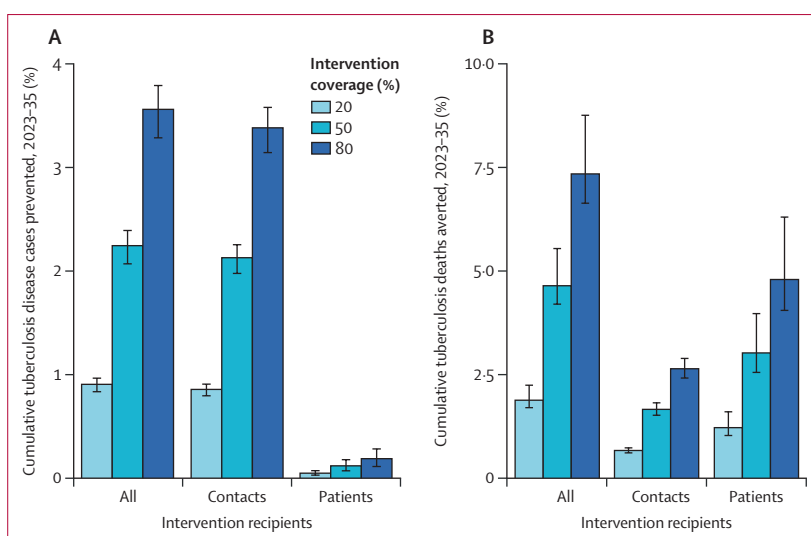 A
Cumulative tuberculosis disease cases prevented, 2023–35 (%)
4
3
2
1
0
All
Contacts
Patients
Intervention recipients
Intervention
coverage (%)
20
50
80
B
Cumulative tuberculosis deaths averted, 2023–35 (%)
10·0
7·5
5·0
2·5
0
All
Contacts
Patients
Intervention recipients